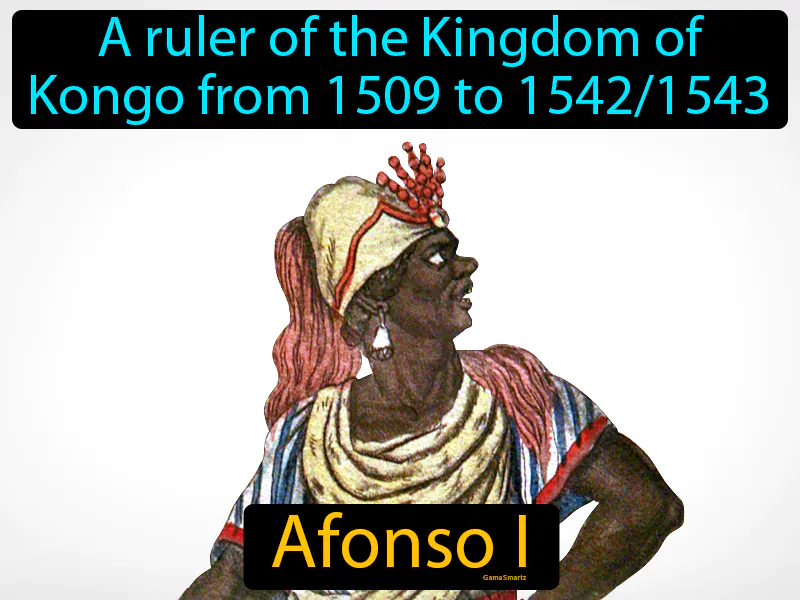 A ruler of the Kingdom of
Kongo from 1509 to 1542/1543
Afonso I
GameSmartz